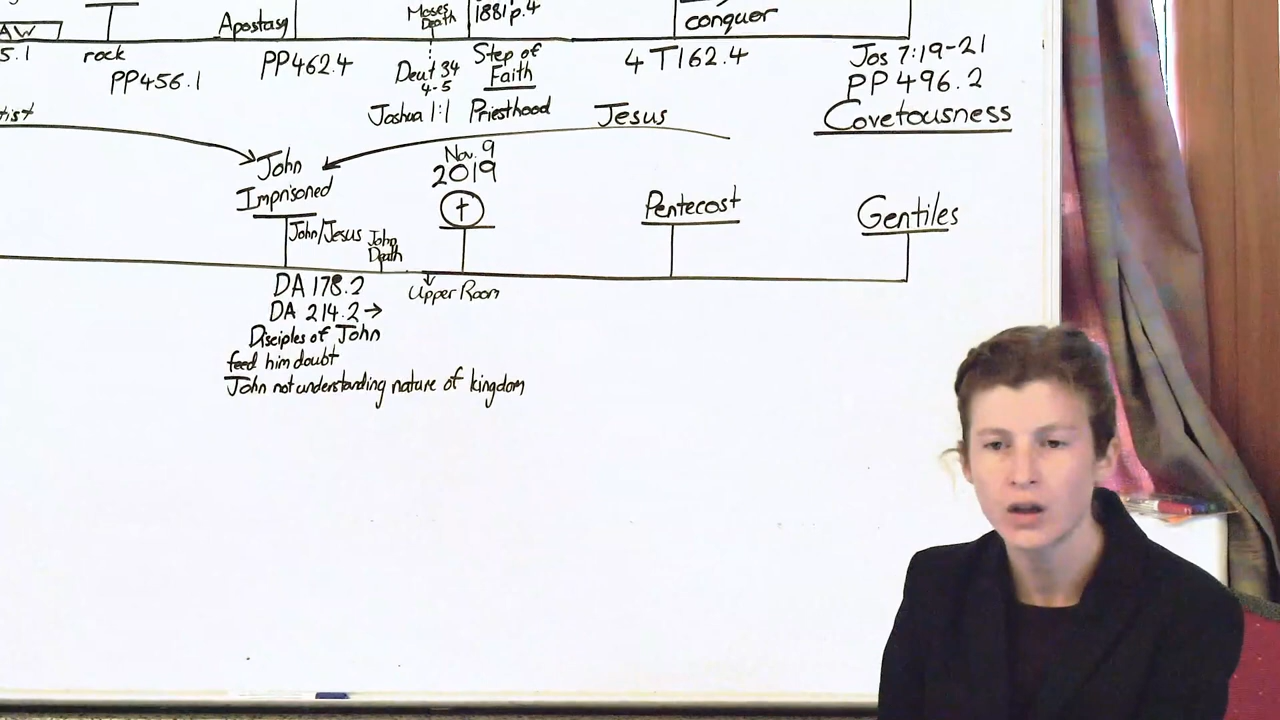 AW
Apostasy
Moses
Death
1881 p.4
conquer
5.1
rock
PP456.1
PP462.4
Deut 34
4-5
Joshua 1:1
Step of
Faith
Priesthood
4T162.4
Jos 7:19-21
PP 496.2
Covetousness
tist
Jesus
John
Imprisoned
Nov. 9
2019
Pentecost
Gentiles
John/Jesus
John
Death
DA 178.2
DA 214.2 →
Disciples of John
feed him doubt
John not understanding nature of kingdom
Upper Room